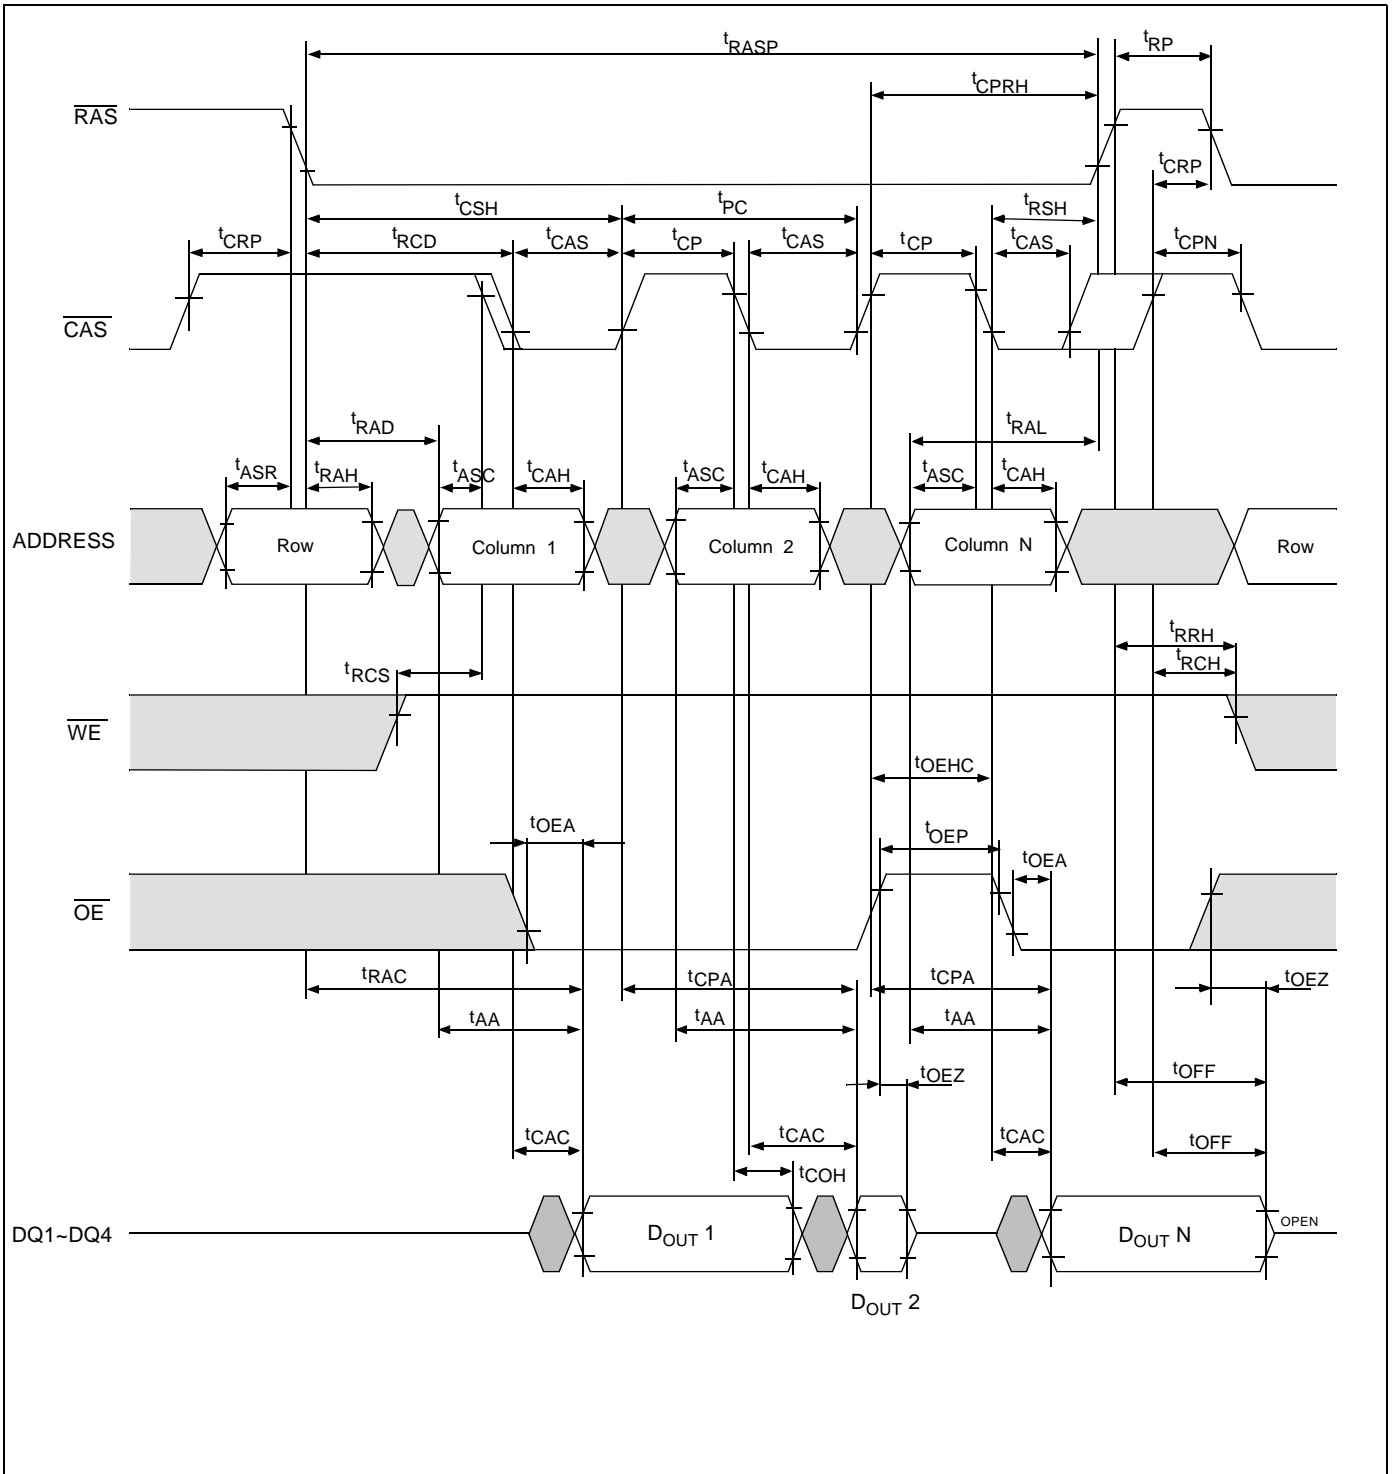 tRASP tRP
tCPRH
RAS
tCRP
tCSH tPC tRSH
tCRP tRCD tCAS tCP tCAS tCP tCAS tCPN
CAS
tRAD tRAL
tASR tRAH tASC tCAH tASC tCAH tASC tCAH
ADDRESS Row Column 1 Column 2 Column N Row
tRRH
tRCS tRCH
WE
tOEHC
tOEA tOEP
tOEA
OE
tRAC tCPA tCPA tOEZ
tAA tAA tAA
tOEZ tOFF
tCAC tCAC tCAC tOFF
tCOH
DQ1~DQ4 DOUT 1 DOUT N OPEN
DOUT 2